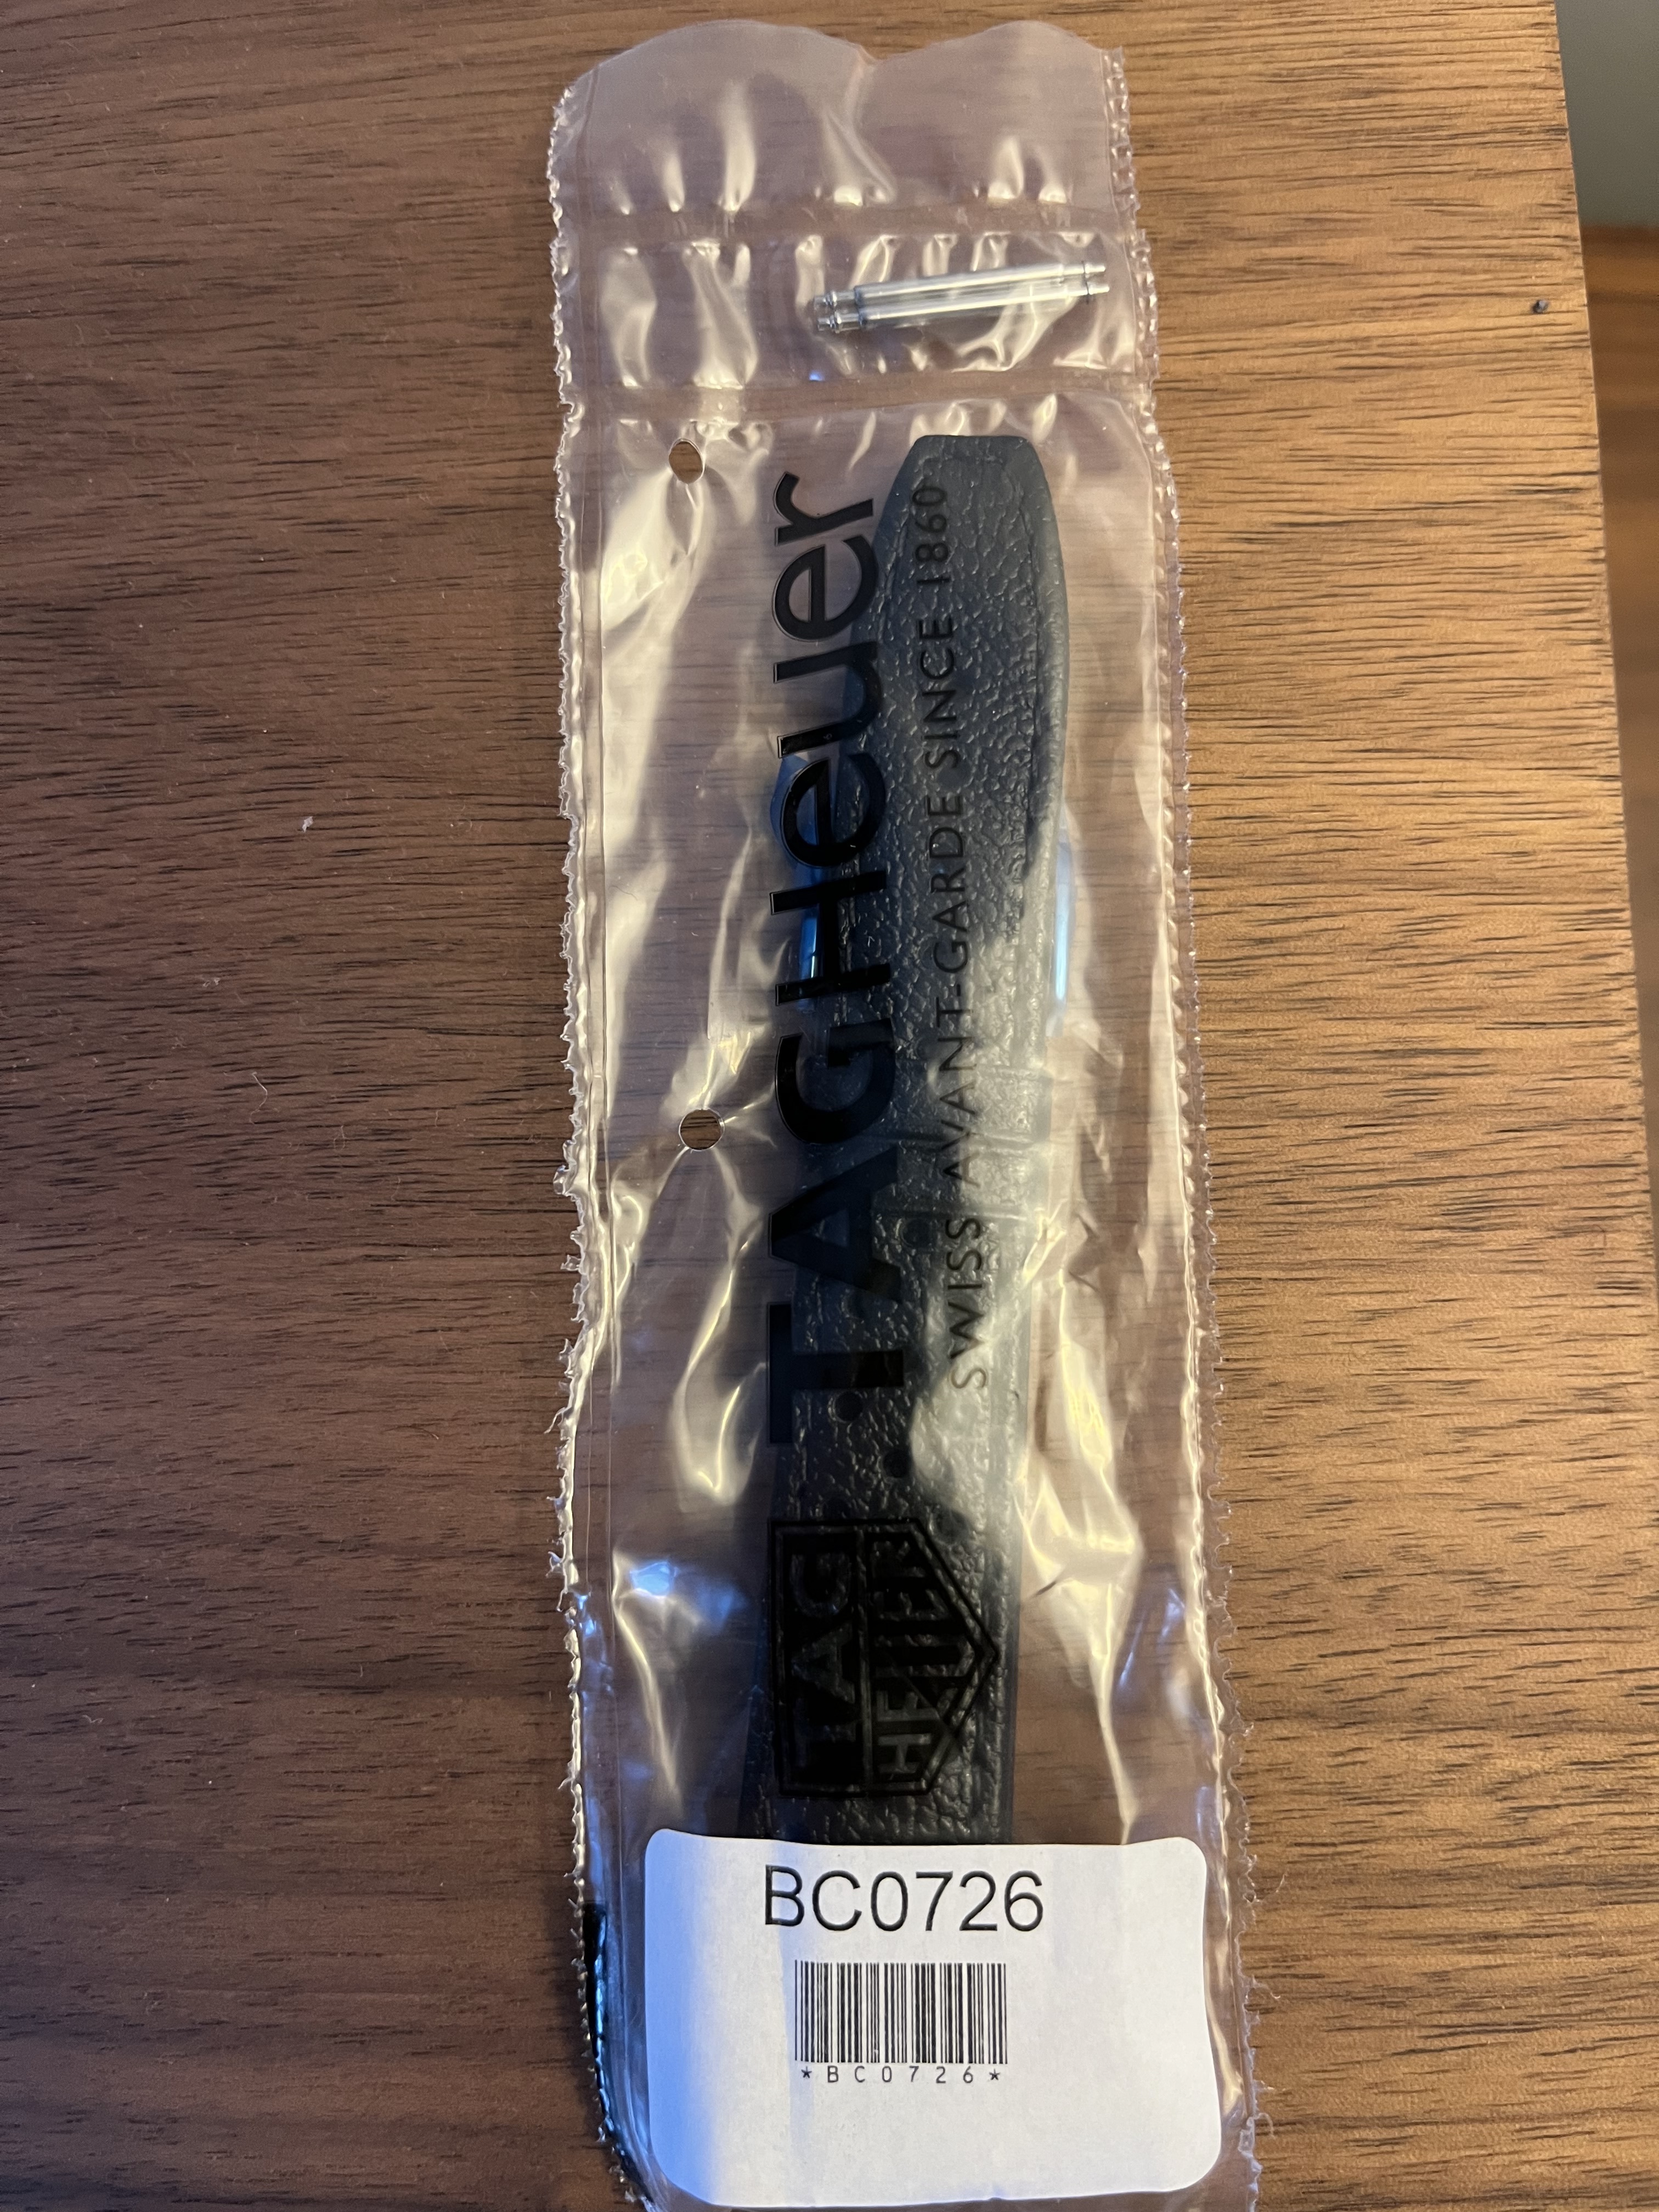 TAGHeuer
SWISS AVANT-GARDE SINCE 1860
TAG
HEUER
BC0726
*BC0726*